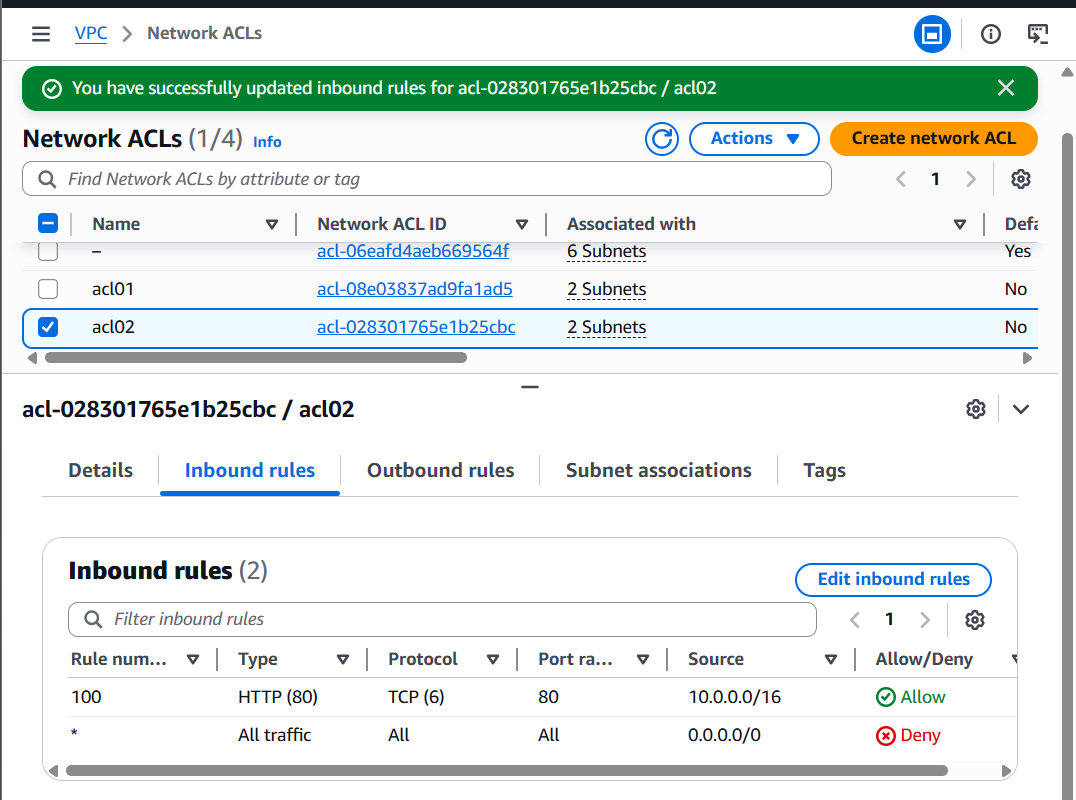 VPC > Network ACLs
You have successfully updated inbound rules for acl-028301765e1b25cbc / acl02
Network ACLs (1/4) Info Actions Create network ACL
Find Network ACLs by attribute or tag 1
Name Network ACL ID Associated with Defa
– acl-06eafd4aeb669564f 6 Subnets Yes
acl01 acl-08e03837ad9fa1ad5 2 Subnets No
acl02 acl-028301765e1b25cbc 2 Subnets No
acl-028301765e1b25cbc / acl02
Details Inbound rules Outbound rules Subnet associations Tags
Inbound rules (2) Edit inbound rules
Filter inbound rules 1
Rule num... Type Protocol Port ra... Source Allow/Deny
100 HTTP (80) TCP (6) 80 10.0.0.0/16 Allow
* All traffic All All 0.0.0.0/0 Deny